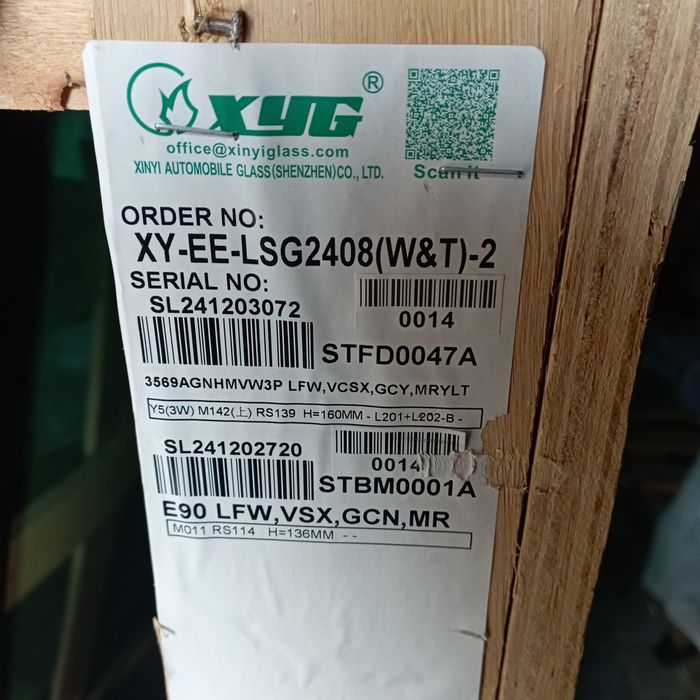 XYG®
office@xinyiglass.com
XINYI AUTOMOBILE GLASS(SHENZHEN)CO., LTD.
Scan it
ORDER NO:
XY-EE-LSG2408(W&T)-2
SERIAL NO:
SL241203072
0014
STFD0047A
3569AGNHMVW3P LFW,VCSX,GCY,MRYLT
Y5(3W) M142(上) RS139 H=160MM - L201+L202-B -
SL241202720
0014
STBM0001A
E90 LFW,VSX,GCN,MR
M011 RS114 H=136MM - -